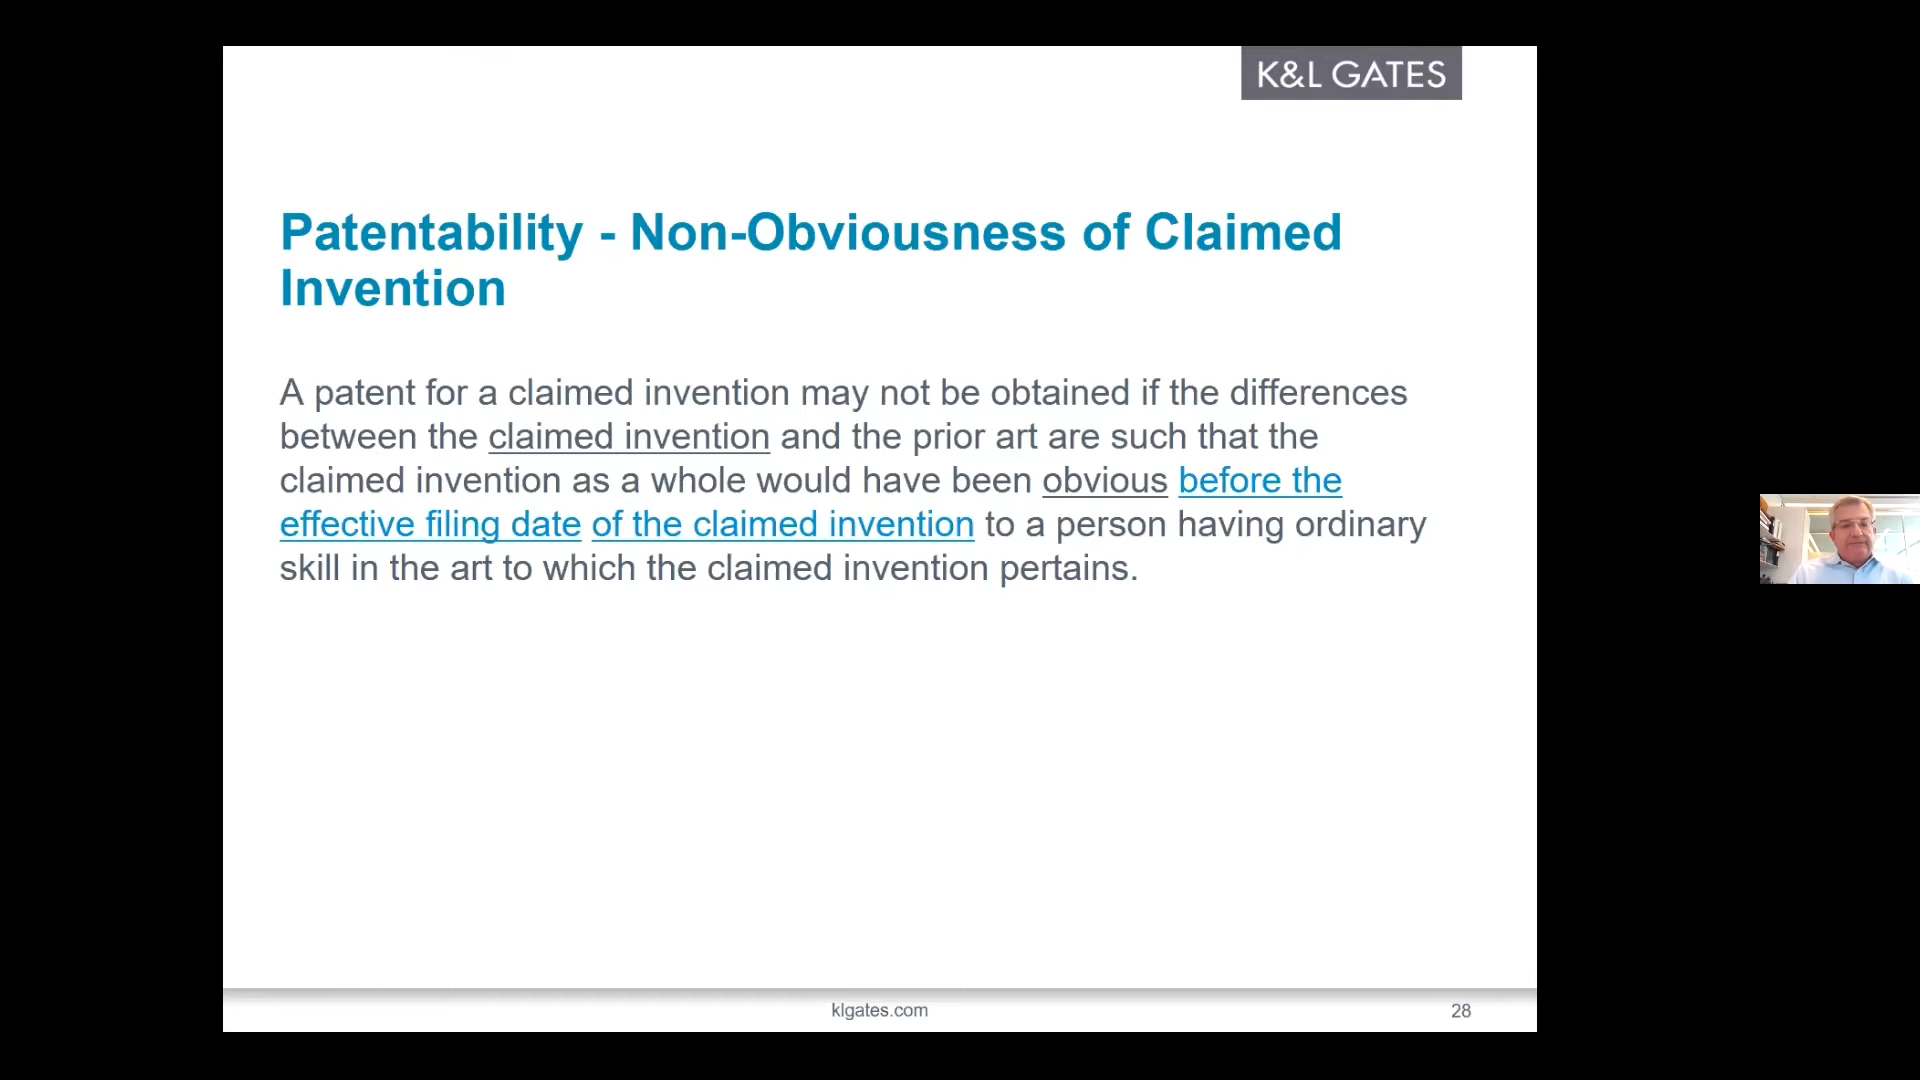 K&L GATES
Patentability - Non-Obviousness of Claimed
Invention
A patent for a claimed invention may not be obtained if the differences
between the claimed invention and the prior art are such that the
claimed invention as a whole would have been obvious before the
effective filing date of the claimed invention to a person having ordinary
skill in the art to which the claimed invention pertains.
klgates.com
28